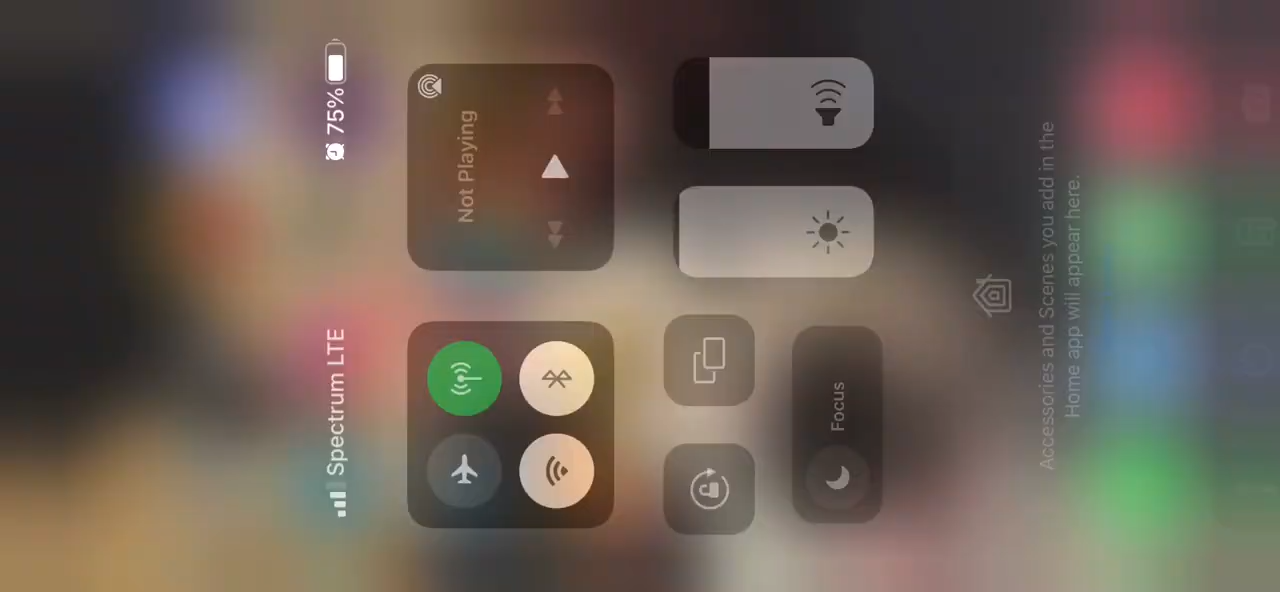 Spectrum LTE
75%
Not Playing
Focus
Accessories and Scenes you add in the
Home app will appear here.